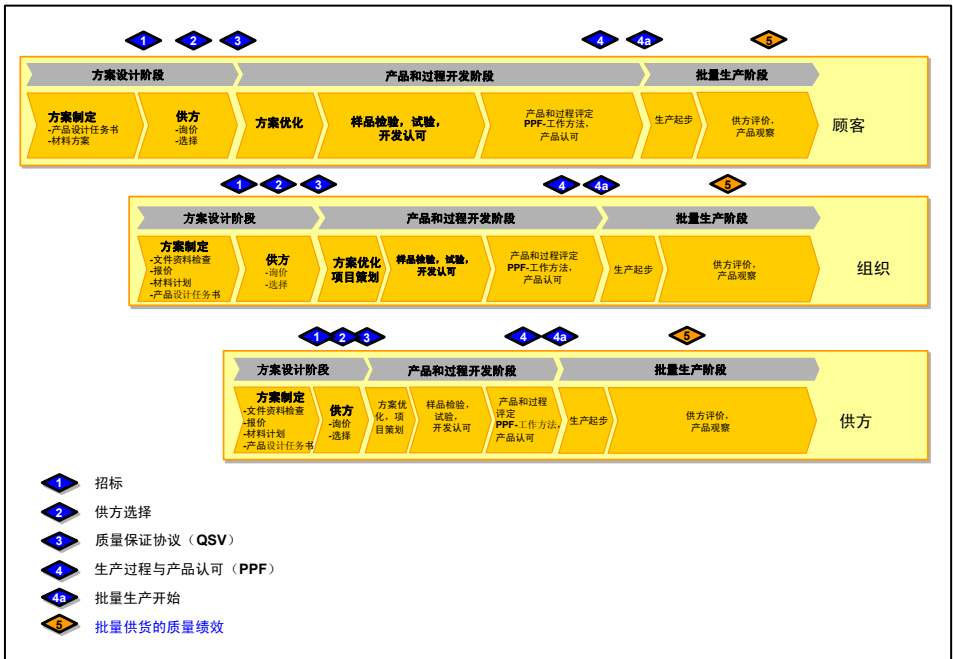 1 2 3 4 4a 5
方案设计阶段 产品和过程开发阶段 批量生产阶段
方案制定
-产品设计任务书
-材料方案
供方
-询价
-选择
方案优化
样品检验,试验,
开发认可
产品和过程评定
PPF-工作方法,
产品认可
生产起步
供方评价,
产品观察
顾客
1 2 3 4 4a 5
方案设计阶段 产品和过程开发阶段 批量生产阶段
方案制定
-文件资料检查
-报价
-材料计划
-产品设计任务书
供方
-询价
-选择
方案优化
项目策划
样品检验,试验,
开发认可
产品和过程评定
PPF-工作方法,
产品认可
生产起步
供方评价,
产品观察
组织
1 2 3 4 4a 5
方案设计阶段 产品和过程开发阶段 批量生产阶段
方案制定
-文件资料检查
-报价
-材料计划
-产品设计任务书
供方
-询价
-选择
方案优
化,项
目策划
样品检验,
试验,
开发认可
产品和过程
评定
PPF-工作方法,
产品认可
生产起步
供方评价,
产品观察
供方
1 招标
2 供方选择
3 质量保证协议(QSV)
4 生产过程与产品认可(PPF)
4a 批量生产开始
5 批量供货的质量绩效